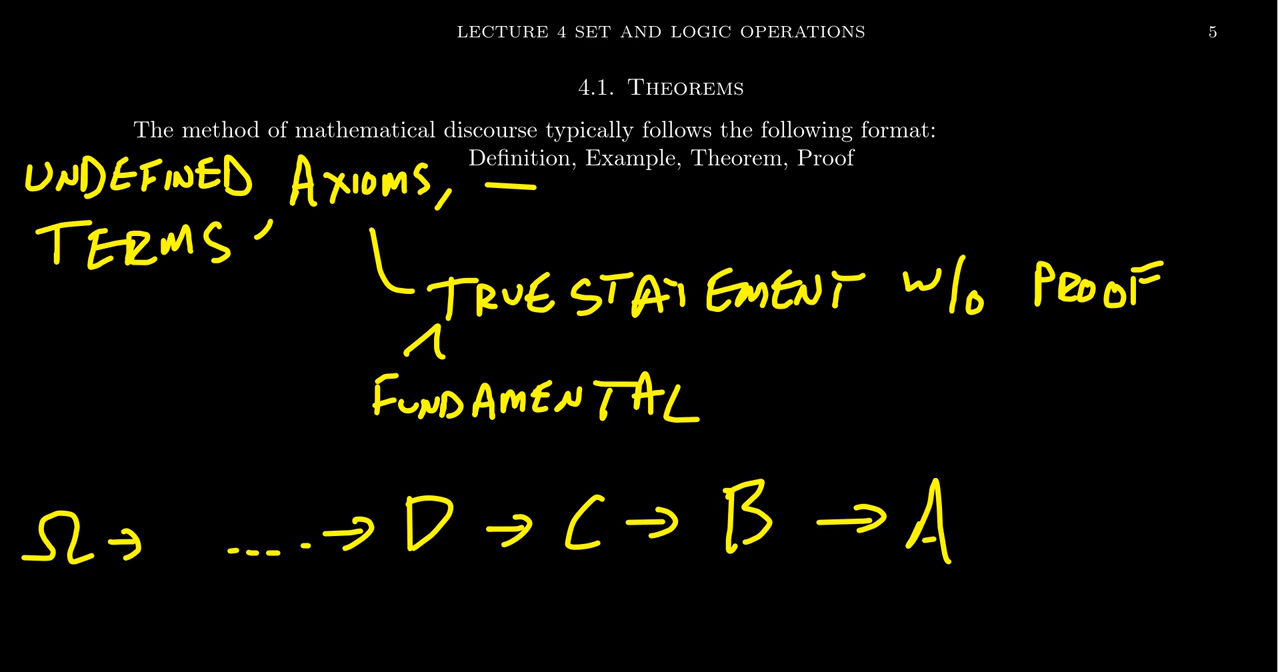 LECTURE 4 SET AND LOGIC OPERATIONS 5
4.1. THEOREMS
The method of mathematical discourse typically follows the following format:
Definition, Example, Theorem, Proof
UNDEFINED AXIOMS, —
TERMS,
TRUE STATEMENT w/o PROOF
FUNDAMENTAL
Ω → ....→ D → C → B → A